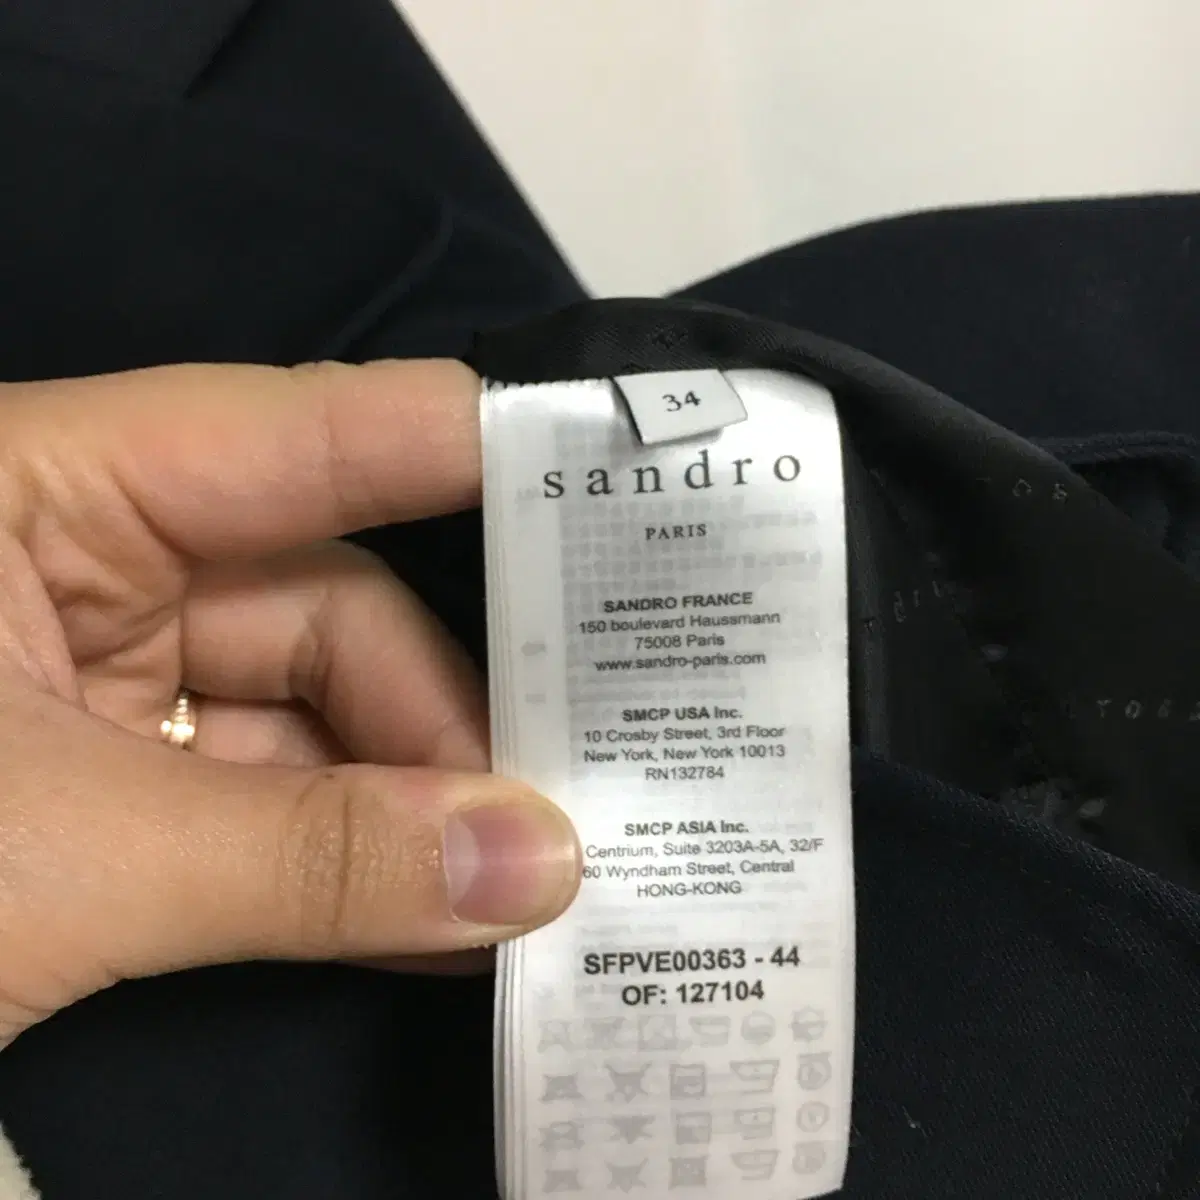 34
sandro
PARIS
SANDRO FRANCE
150 boulevard Haussmann
75008 Paris
www.sandro-paris.com
SMCP USA Inc.
10 Crosby Street, 3rd Floor
New York, New York 10013
RN132784
SMCP ASIA Inc.
Centrium, Suite 3203A-5A, 32/F
60 Wyndham Street, Central
HONG-KONG
SFPVE00363 - 44
OF: 127104